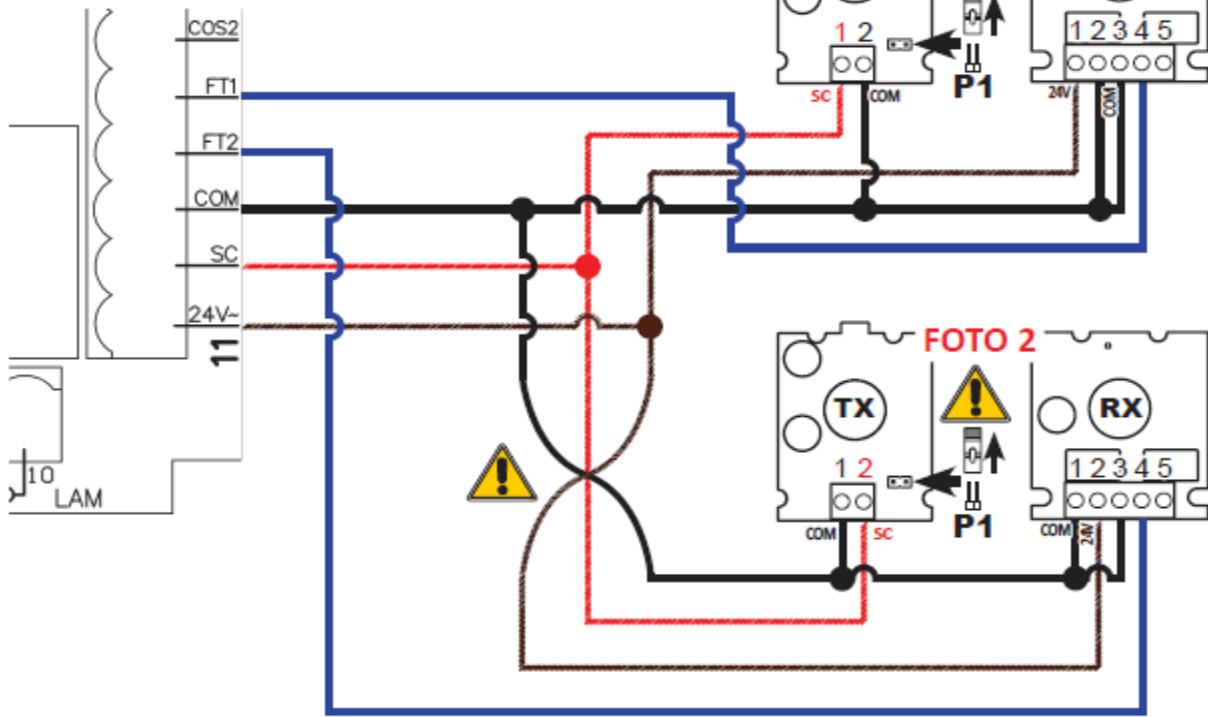 COS2
FT1
FT2
COM
SC
24V~
11
10
LAM
1 2
SC
COM
P1
1 2 3 4 5
24V
COM
FOTO 2
TX
RX
1 2
COM
SC
P1
1 2 3 4 5
COM
24V